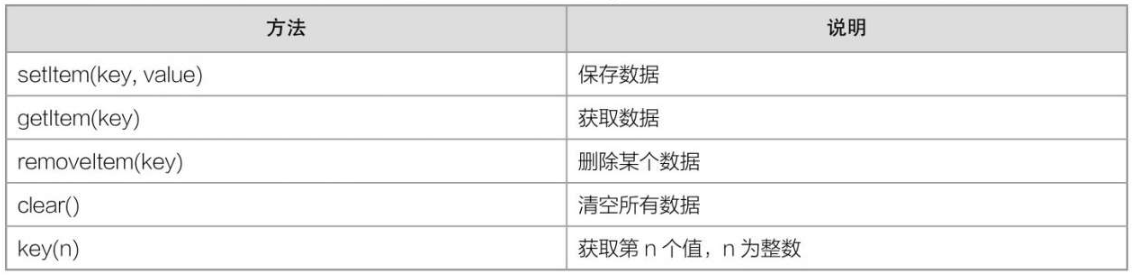 方法 说明
setItem(key, value) 保存数据
getItem(key) 获取数据
removeItem(key) 删除某个数据
clear() 清空所有数据
key(n) 获取第 n 个值，n 为整数